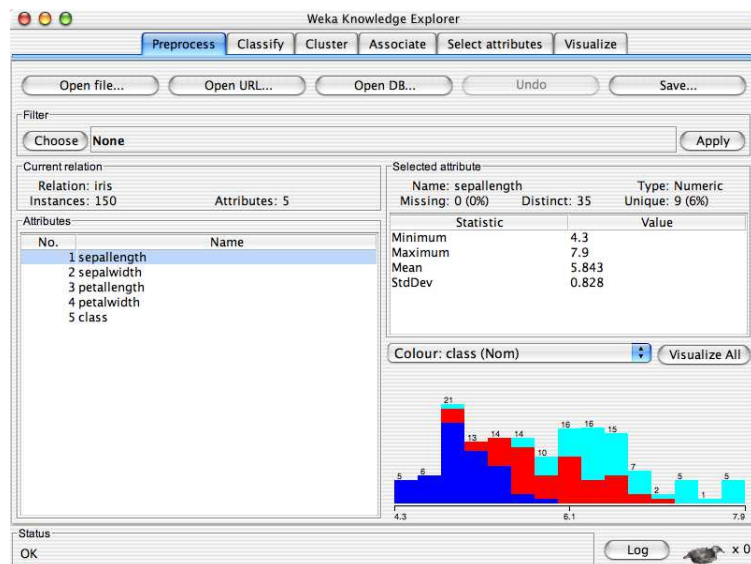 Weka Knowledge Explorer
Preprocess Classify Cluster Associate Select attributes Visualize
Open file... Open URL... Open DB... Undo Save...
Filter
Choose None Apply
Current relation
Relation: iris
Instances: 150 Attributes: 5
Attributes
No. Name
1 sepallength
2 sepalwidth
3 petallength
4 petalwidth
5 class
Selected attribute
Name: sepallength Type: Numeric
Missing: 0 (0%) Distinct: 35 Unique: 9 (6%)
Statistic Value
Minimum 4.3
Maximum 7.9
Mean 5.843
StdDev 0.828
Colour: class (Nom) Visualize All
5 6 21 13 14 14 10 16 16 15 7 2 5 1 5
4.3 6.1 7.9
Status
OK Log x 0